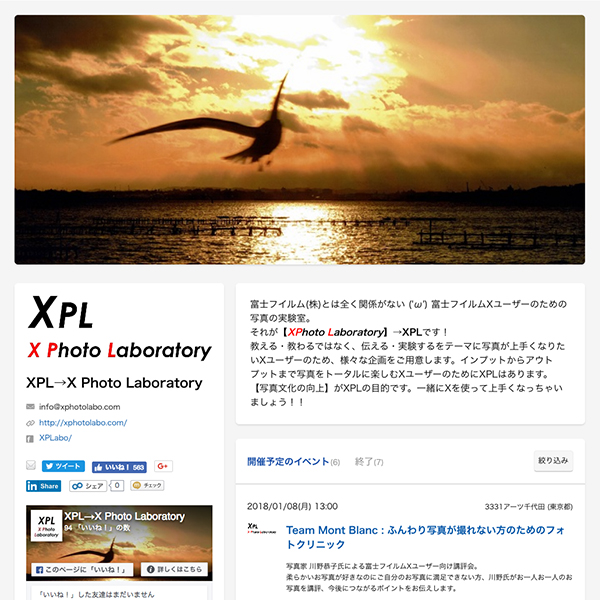 XPL
X Photo Laboratory
XPL→X Photo Laboratory
info@xphotolabo.com
http://xphotolabo.com/
XPLabo/
ツイート
いいね! 563
G+
Share
シェア
0
チェック
XPL
X Photo Laboratory
XPL→X Photo Laboratory
94「いいね！」の数
このページに「いいね！」
詳しくはこちら
「いいね！」した友達はまだいません
富士フイルム(株)とは全く関係がない ('ω') 富士フイルムXユーザーのための
写真の実験室。
それが【XPhoto Laboratory】→XPLです！
教える・教わるではなく、伝える・実験するをテーマに写真が上手くなりた
いXユーザーのため、様々な企画をご用意します。インプットからアウト
プットまで写真をトータルに楽しむXユーザーのためにXPLはあります。
【写真文化の向上】がXPLの目的です。一緒にXを使って上手くなっちゃい
ましょう！！
開催予定のイベント(6)
終了(7)
絞り込み
2018/01/08(月) 13:00
3331アーツ千代田 (東京都)
XPL
X Photo Laboratory
Team Mont Blanc : ふんわり写真が撮れない方のためのフォ
トクリニック
写真家 川野恭子氏による富士フイルムXユーザー向け講評会。
柔らかいお写真が好きなのにご自分のお写真に満足できない方、川野氏がお一人お一人のお
写真を講評、今後につながるポイントをお伝えします。